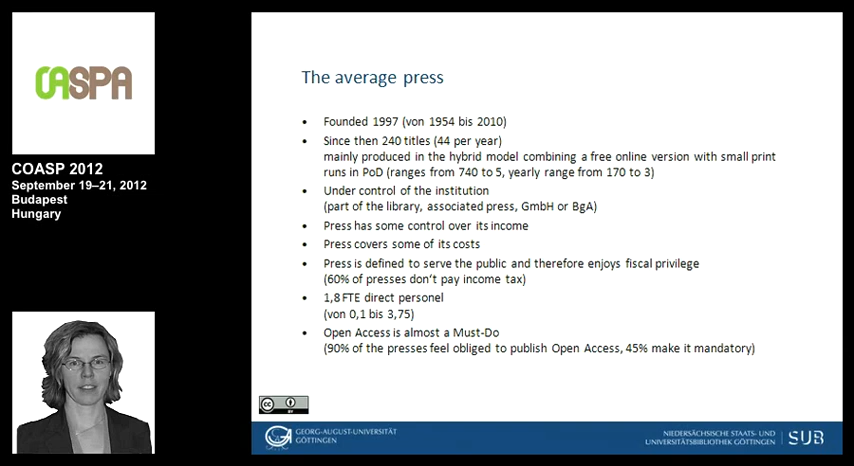 OASPA
COASP 2012
September 19–21, 2012
Budapest
Hungary
The average press
• Founded 1997 (von 1954 bis 2010)
• Since then 240 titles (44 per year)
mainly produced in the hybrid model combining a free online version with small print
runs in PoD (ranges from 740 to 5, yearly range from 170 to 3)
• Under control of the institution
(part of the library, associated press, GmbH or BgA)
• Press has some control over its income
• Press covers some of its costs
• Press is defined to serve the public and therefore enjoys fiscal privilege
(60% of presses don't pay income tax)
• 1,8 FTE direct personel
(von 0,1 bis 3,75)
• Open Access is almost a Must-Do
(90% of the presses feel obliged to publish Open Access, 45% make it mandatory)
cc
BY
GEORG-AUGUST-UNIVERSITÄT
GÖTTINGEN
NIEDERSÄCHSISCHE STAATS- UND
UNIVERSITÄTSBIBLIOTHEK GÖTTINGEN
SUB